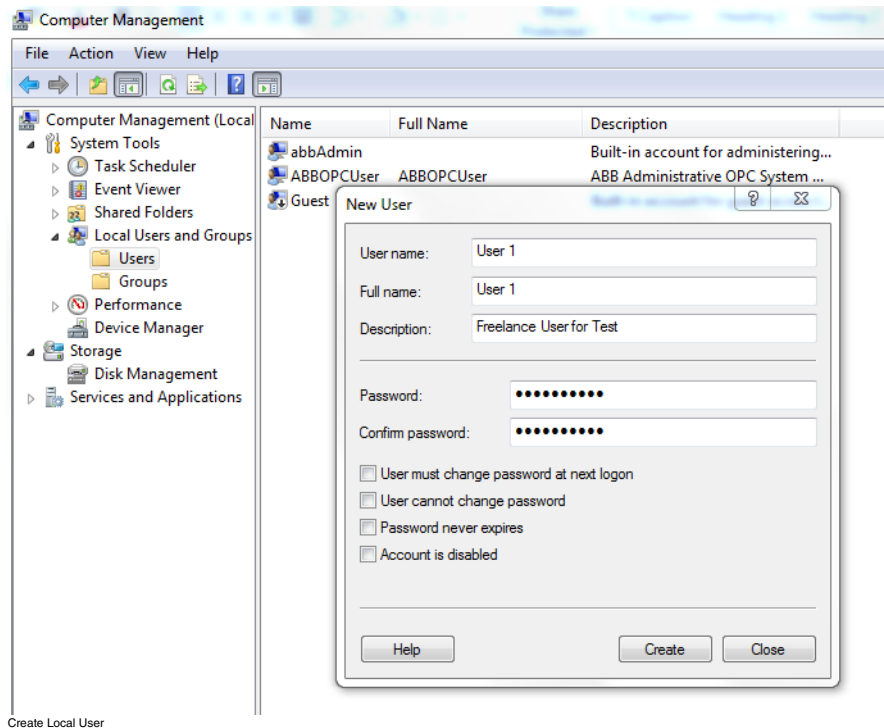 Computer Management
File Action View Help
Computer Management (Local
System Tools
Task Scheduler
Event Viewer
Shared Folders
Local Users and Groups
Users
Groups
Performance
Device Manager
Storage
Disk Management
Services and Applications
Name Full Name Description
abbAdmin Built-in account for administering...
ABBOPCUser ABBOPCUser ABB Administrative OPC System ...
Guest
New User
User name: User 1
Full name: User 1
Description: Freelance User for Test
Password: ●●●●●●●●●●
Confirm password: ●●●●●●●●●●
User must change password at next logon
User cannot change password
Password never expires
Account is disabled
Help Create Close
Create Local User